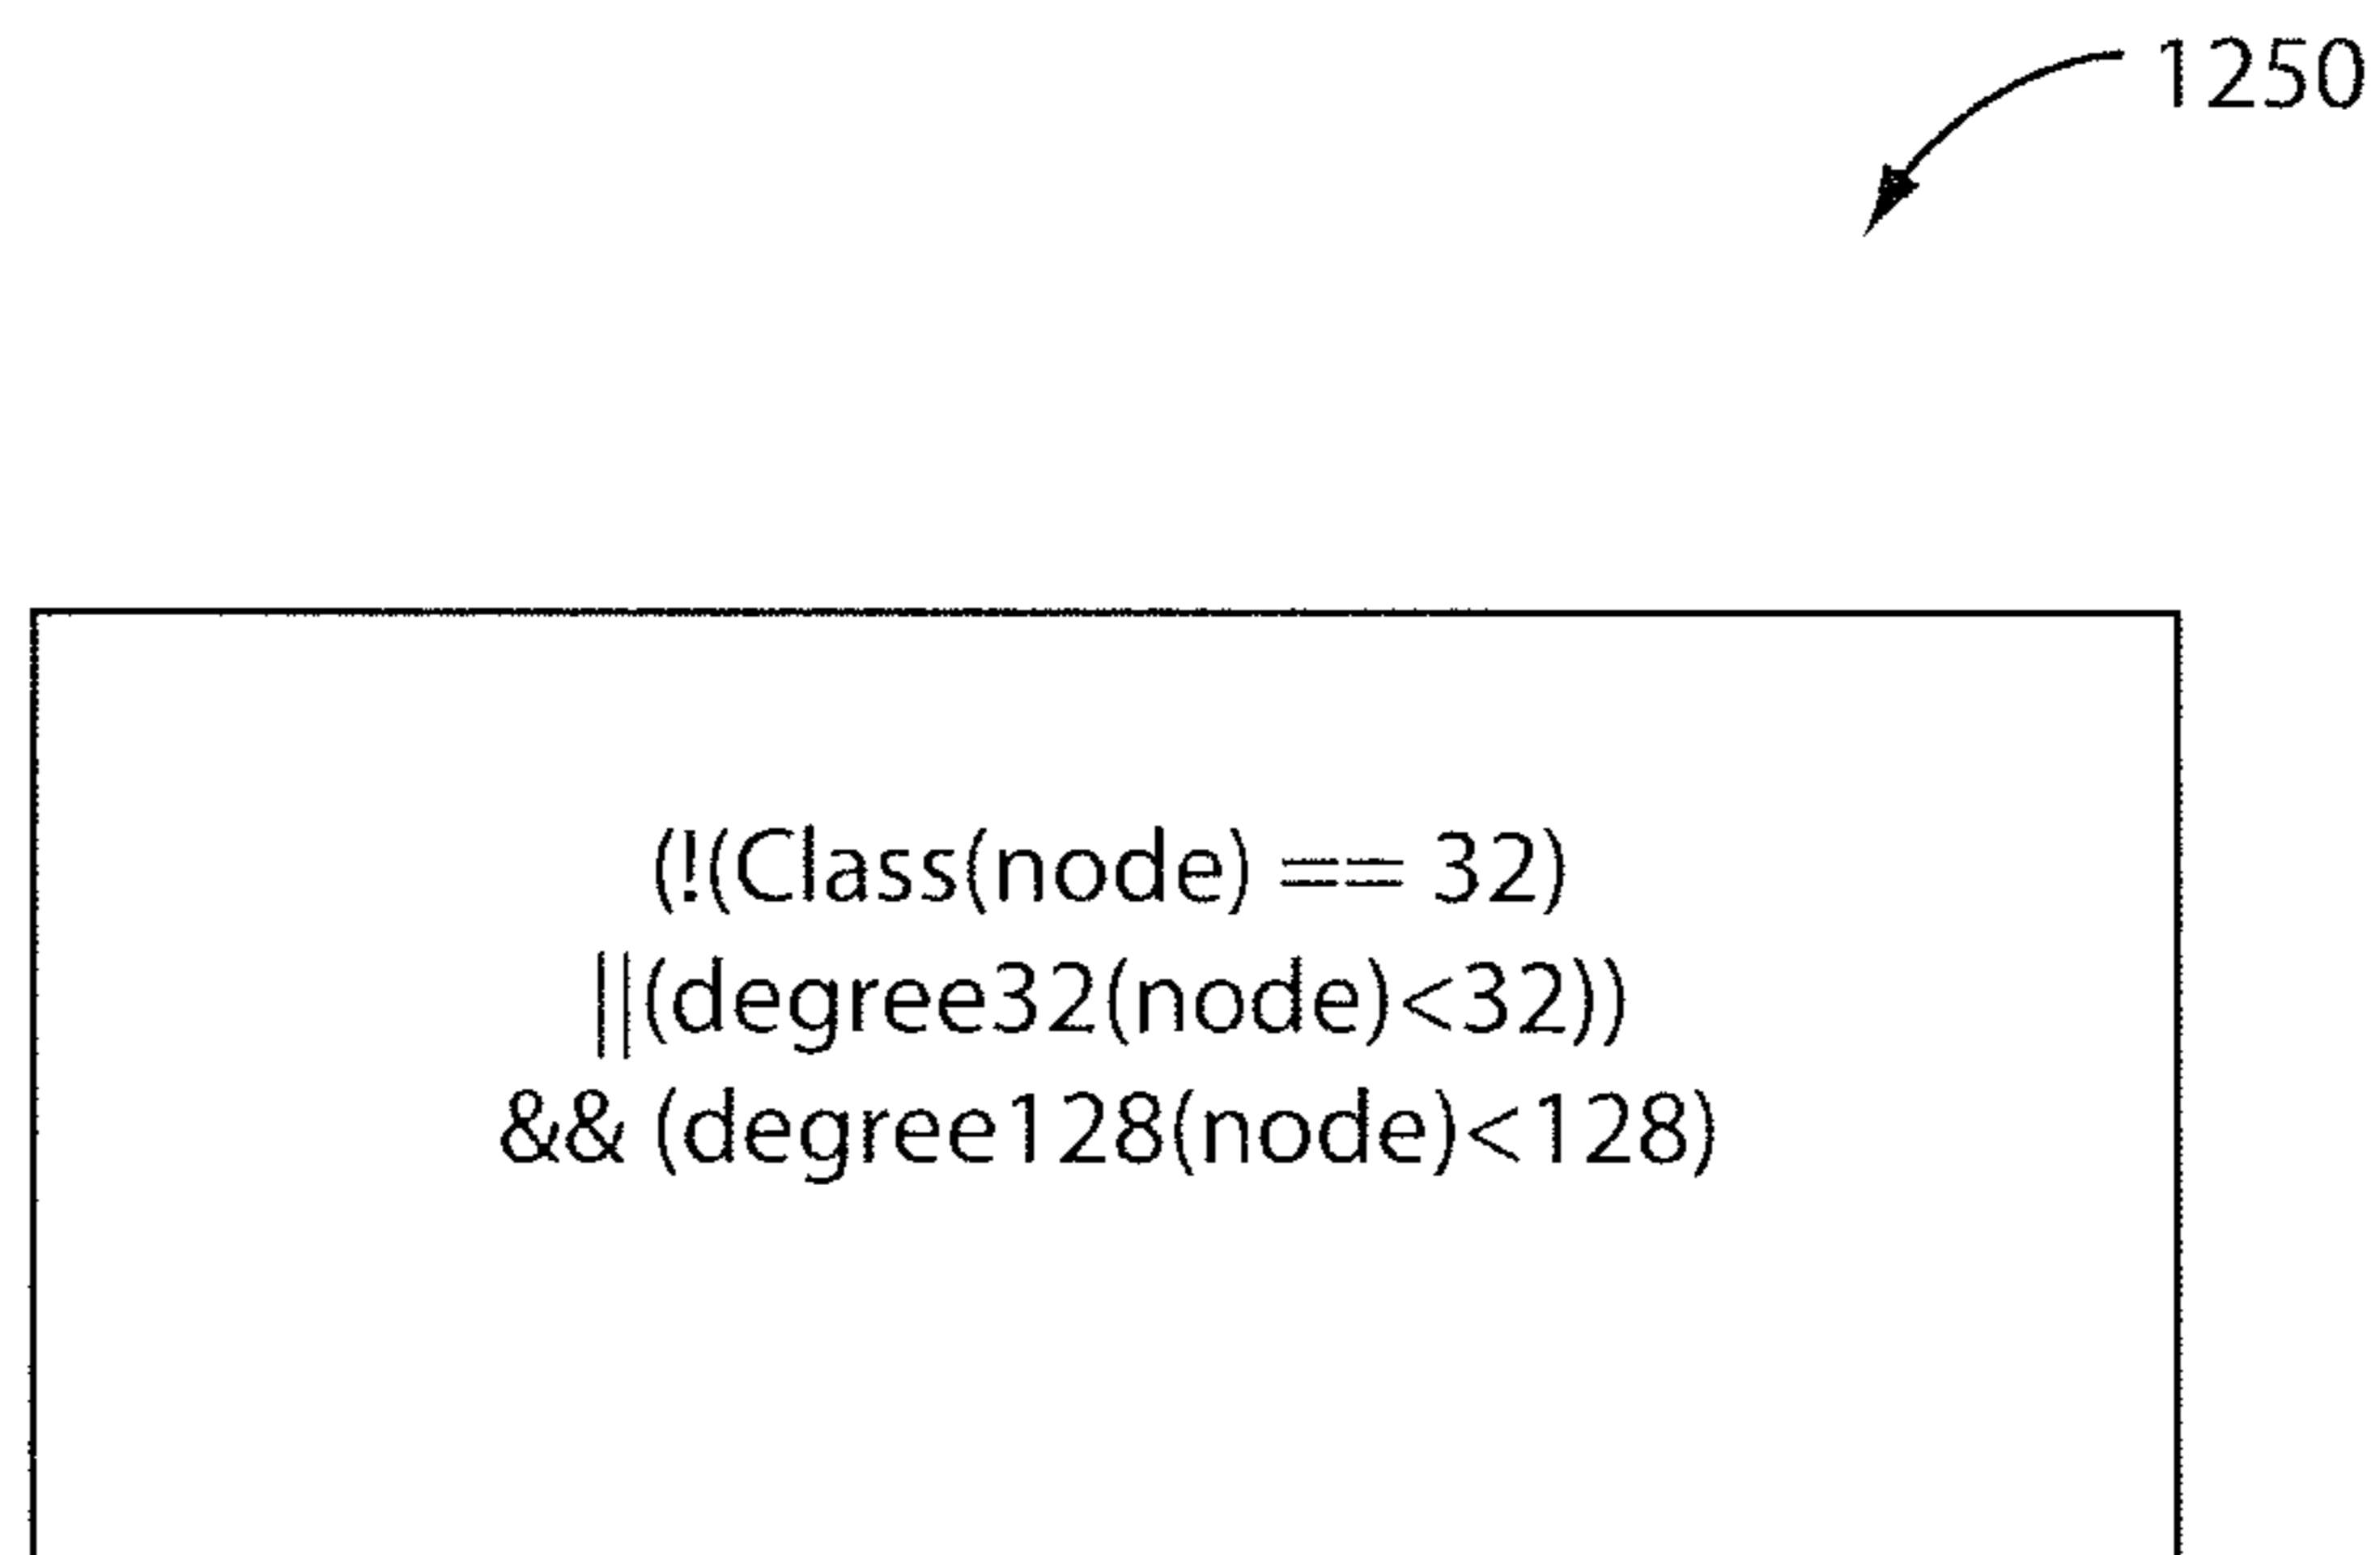 1250
(!(Class(node) == 32)
||(degree32(node)<32))
&& (degree128(node)<128)